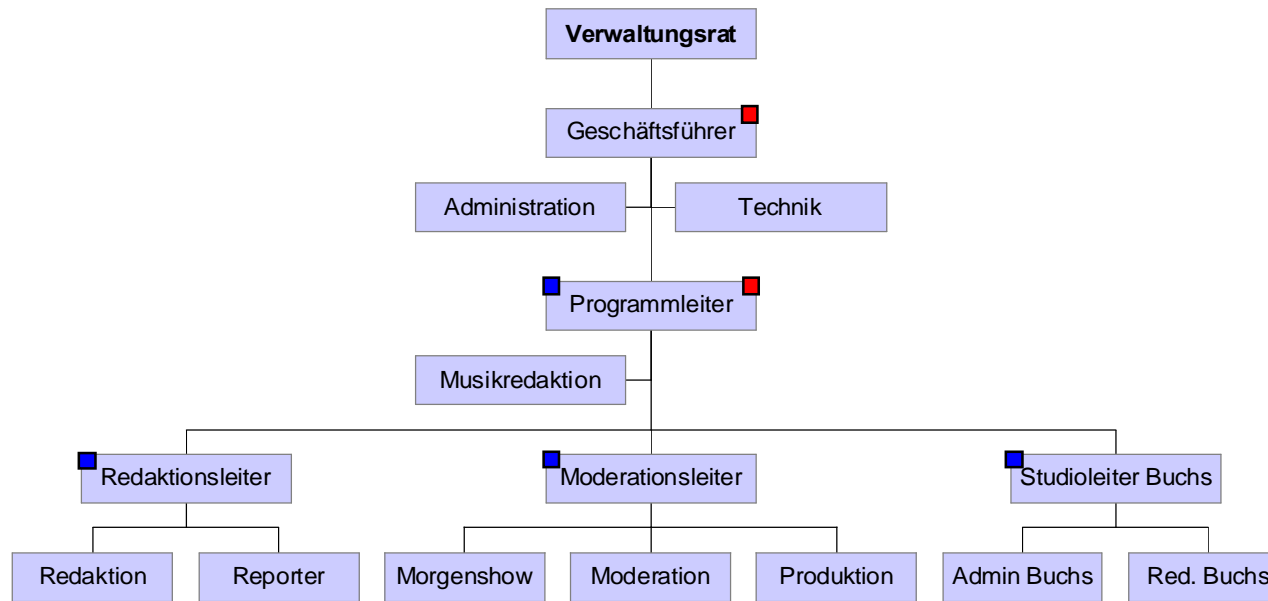 Verwaltungsrat
Geschäftsführer
Administration
Technik
Programmleiter
Musikredaktion
Redaktionsleiter
Moderationsleiter
Studioleiter Buchs
Redaktion
Reporter
Morgenshow
Moderation
Produktion
Admin Buchs
Red. Buchs